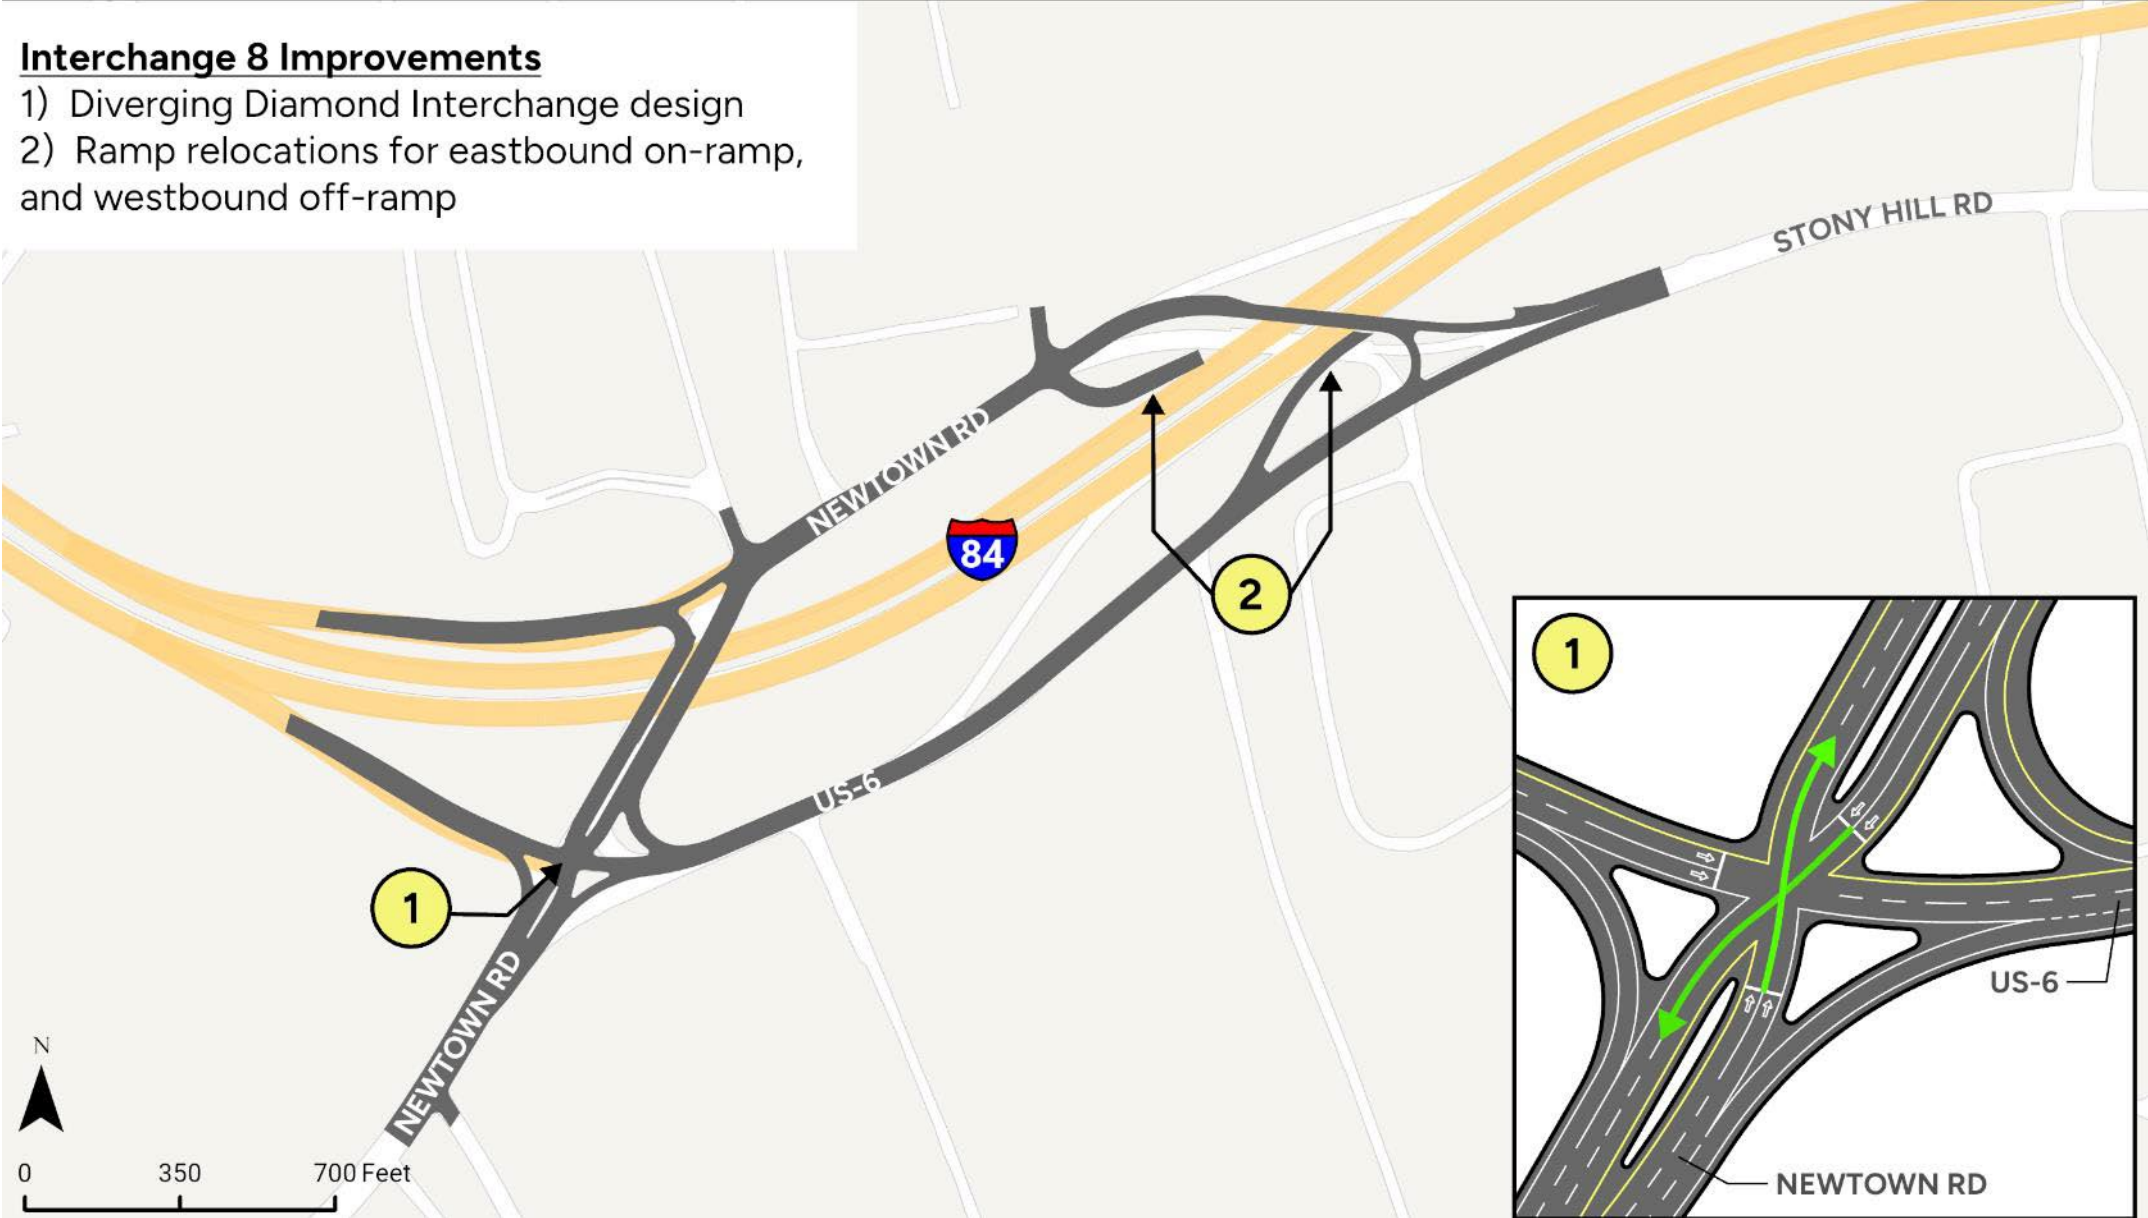 Interchange 8 Improvements
1) Diverging Diamond Interchange design
2) Ramp relocations for eastbound on-ramp,
and westbound off-ramp
STONY HILL RD
NEWTOWN RD
84
2
1
US-6
1
US-6
NEWTOWN RD
NEWTOWN RD
N
0 350 700 Feet